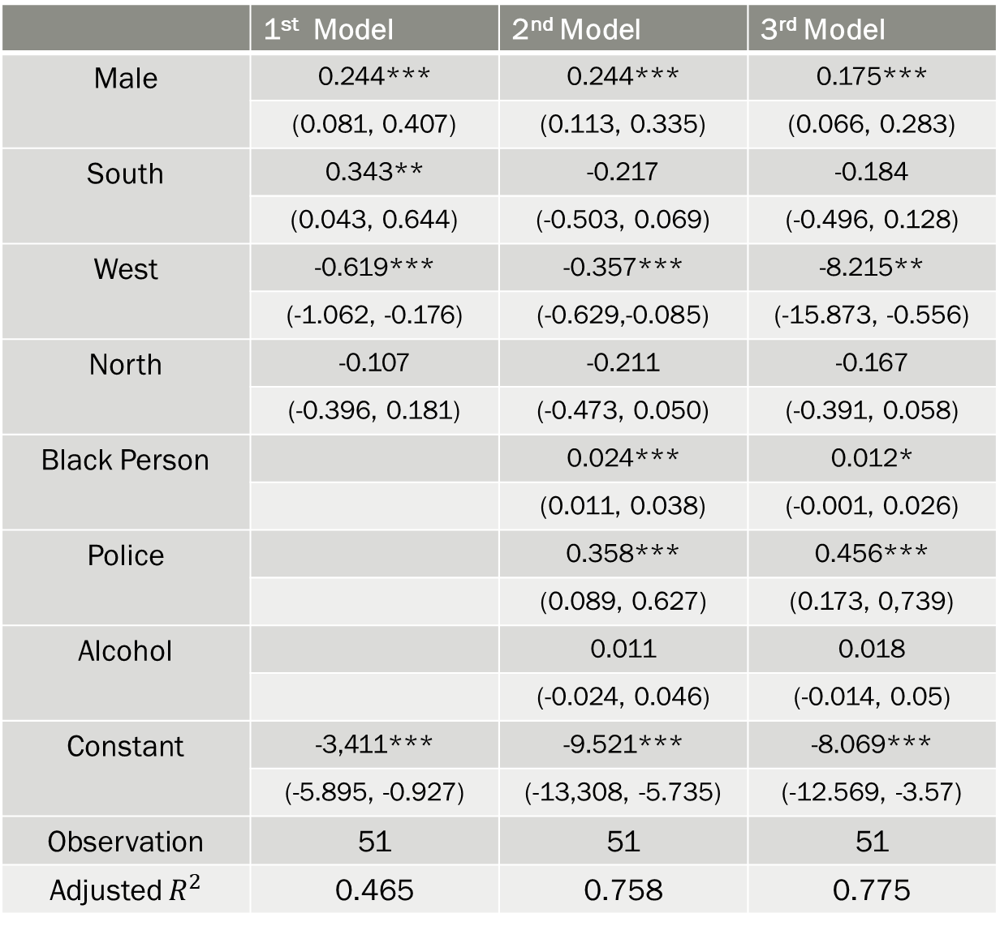 1st Model 2nd Model 3rd Model
Male 0.244*** 0.244*** 0.175***
(0.081, 0.407) (0.113, 0.335) (0.066, 0.283)
South 0.343** -0.217 -0.184
(0.043, 0.644) (-0.503, 0.069) (-0.496, 0.128)
West -0.619*** -0.357*** -8.215**
(-1.062, -0.176) (-0.629,-0.085) (-15.873, -0.556)
North -0.107 -0.211 -0.167
(-0.396, 0.181) (-0.473, 0.050) (-0.391, 0.058)
Black Person 0.024*** 0.012*
(0.011, 0.038) (-0.001, 0.026)
Police 0.358*** 0.456***
(0.089, 0.627) (0.173, 0,739)
Alcohol 0.011 0.018
(-0.024, 0.046) (-0.014, 0.05)
Constant -3,411*** -9.521*** -8.069***
(-5.895, -0.927) (-13,308, -5.735) (-12.569, -3.57)
Observation 51 51 51
Adjusted R² 0.465 0.758 0.775